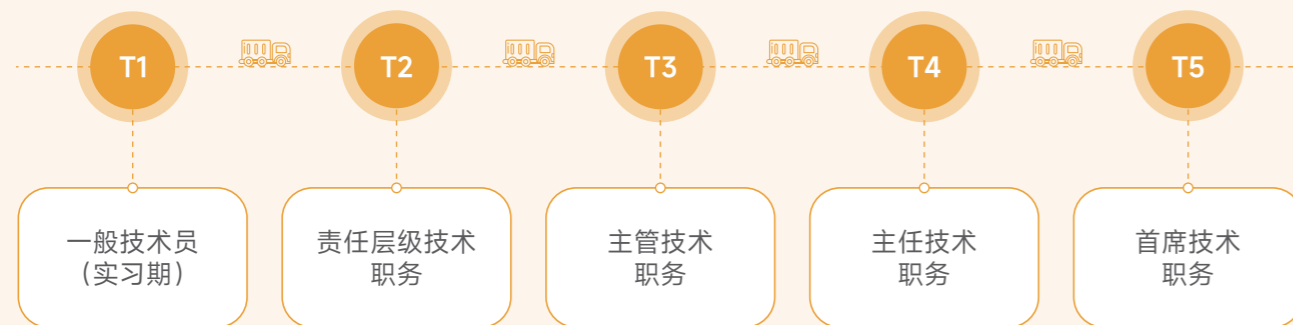 T1
T2
T3
T4
T5
一般技术员
（实习期）
责任层级技术
职务
主管技术
职务
主任技术
职务
首席技术
职务